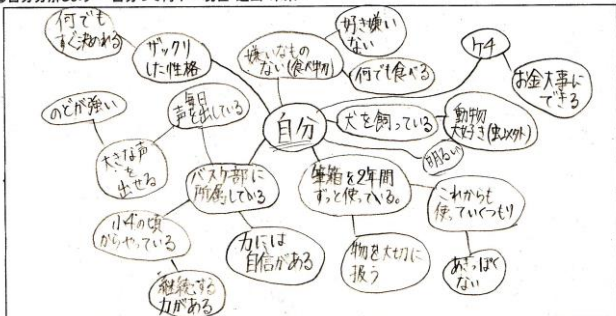 何でも
すぐ決めれる
ザックリ
した性格
嫌いなもの
ない(食べ物)
好き嫌い
ない
何でも食べる
ケチ
お金大事に
できる
のどが強い
毎日
声を出している
大きな声
を
出せる
自分
犬を飼っている
動物
大好き(虫以外)
明るい
バスケ部に
所属している
筆箱を2年間
ずっと使っている。
これからも
使っていくつもり
小4の頃
からやっている
力には
自信がある
物を大切に
扱う
あきっぽく
ない
継続する
力がある